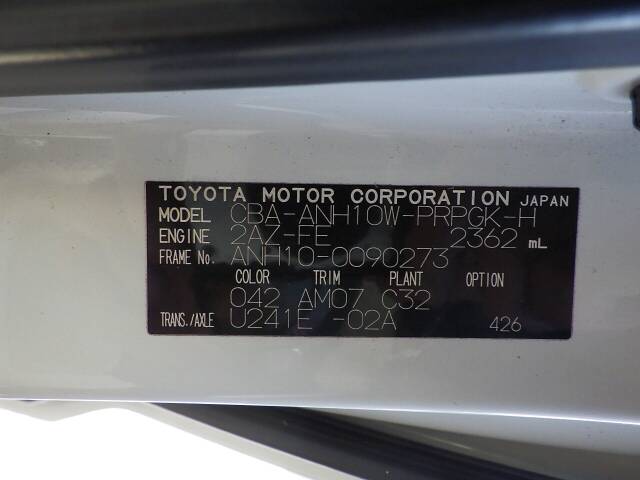 TOYOTA MOTOR CORPORATION JAPAN
MODEL CBA-ANH10W-PRPGK-H
ENGINE 2AZ-FE 2362 mL
FRAME No. ANH10-0090273
COLOR TRIM PLANT OPTION
042 AM07 C32
TRANS./AXLE U241E -02A 426